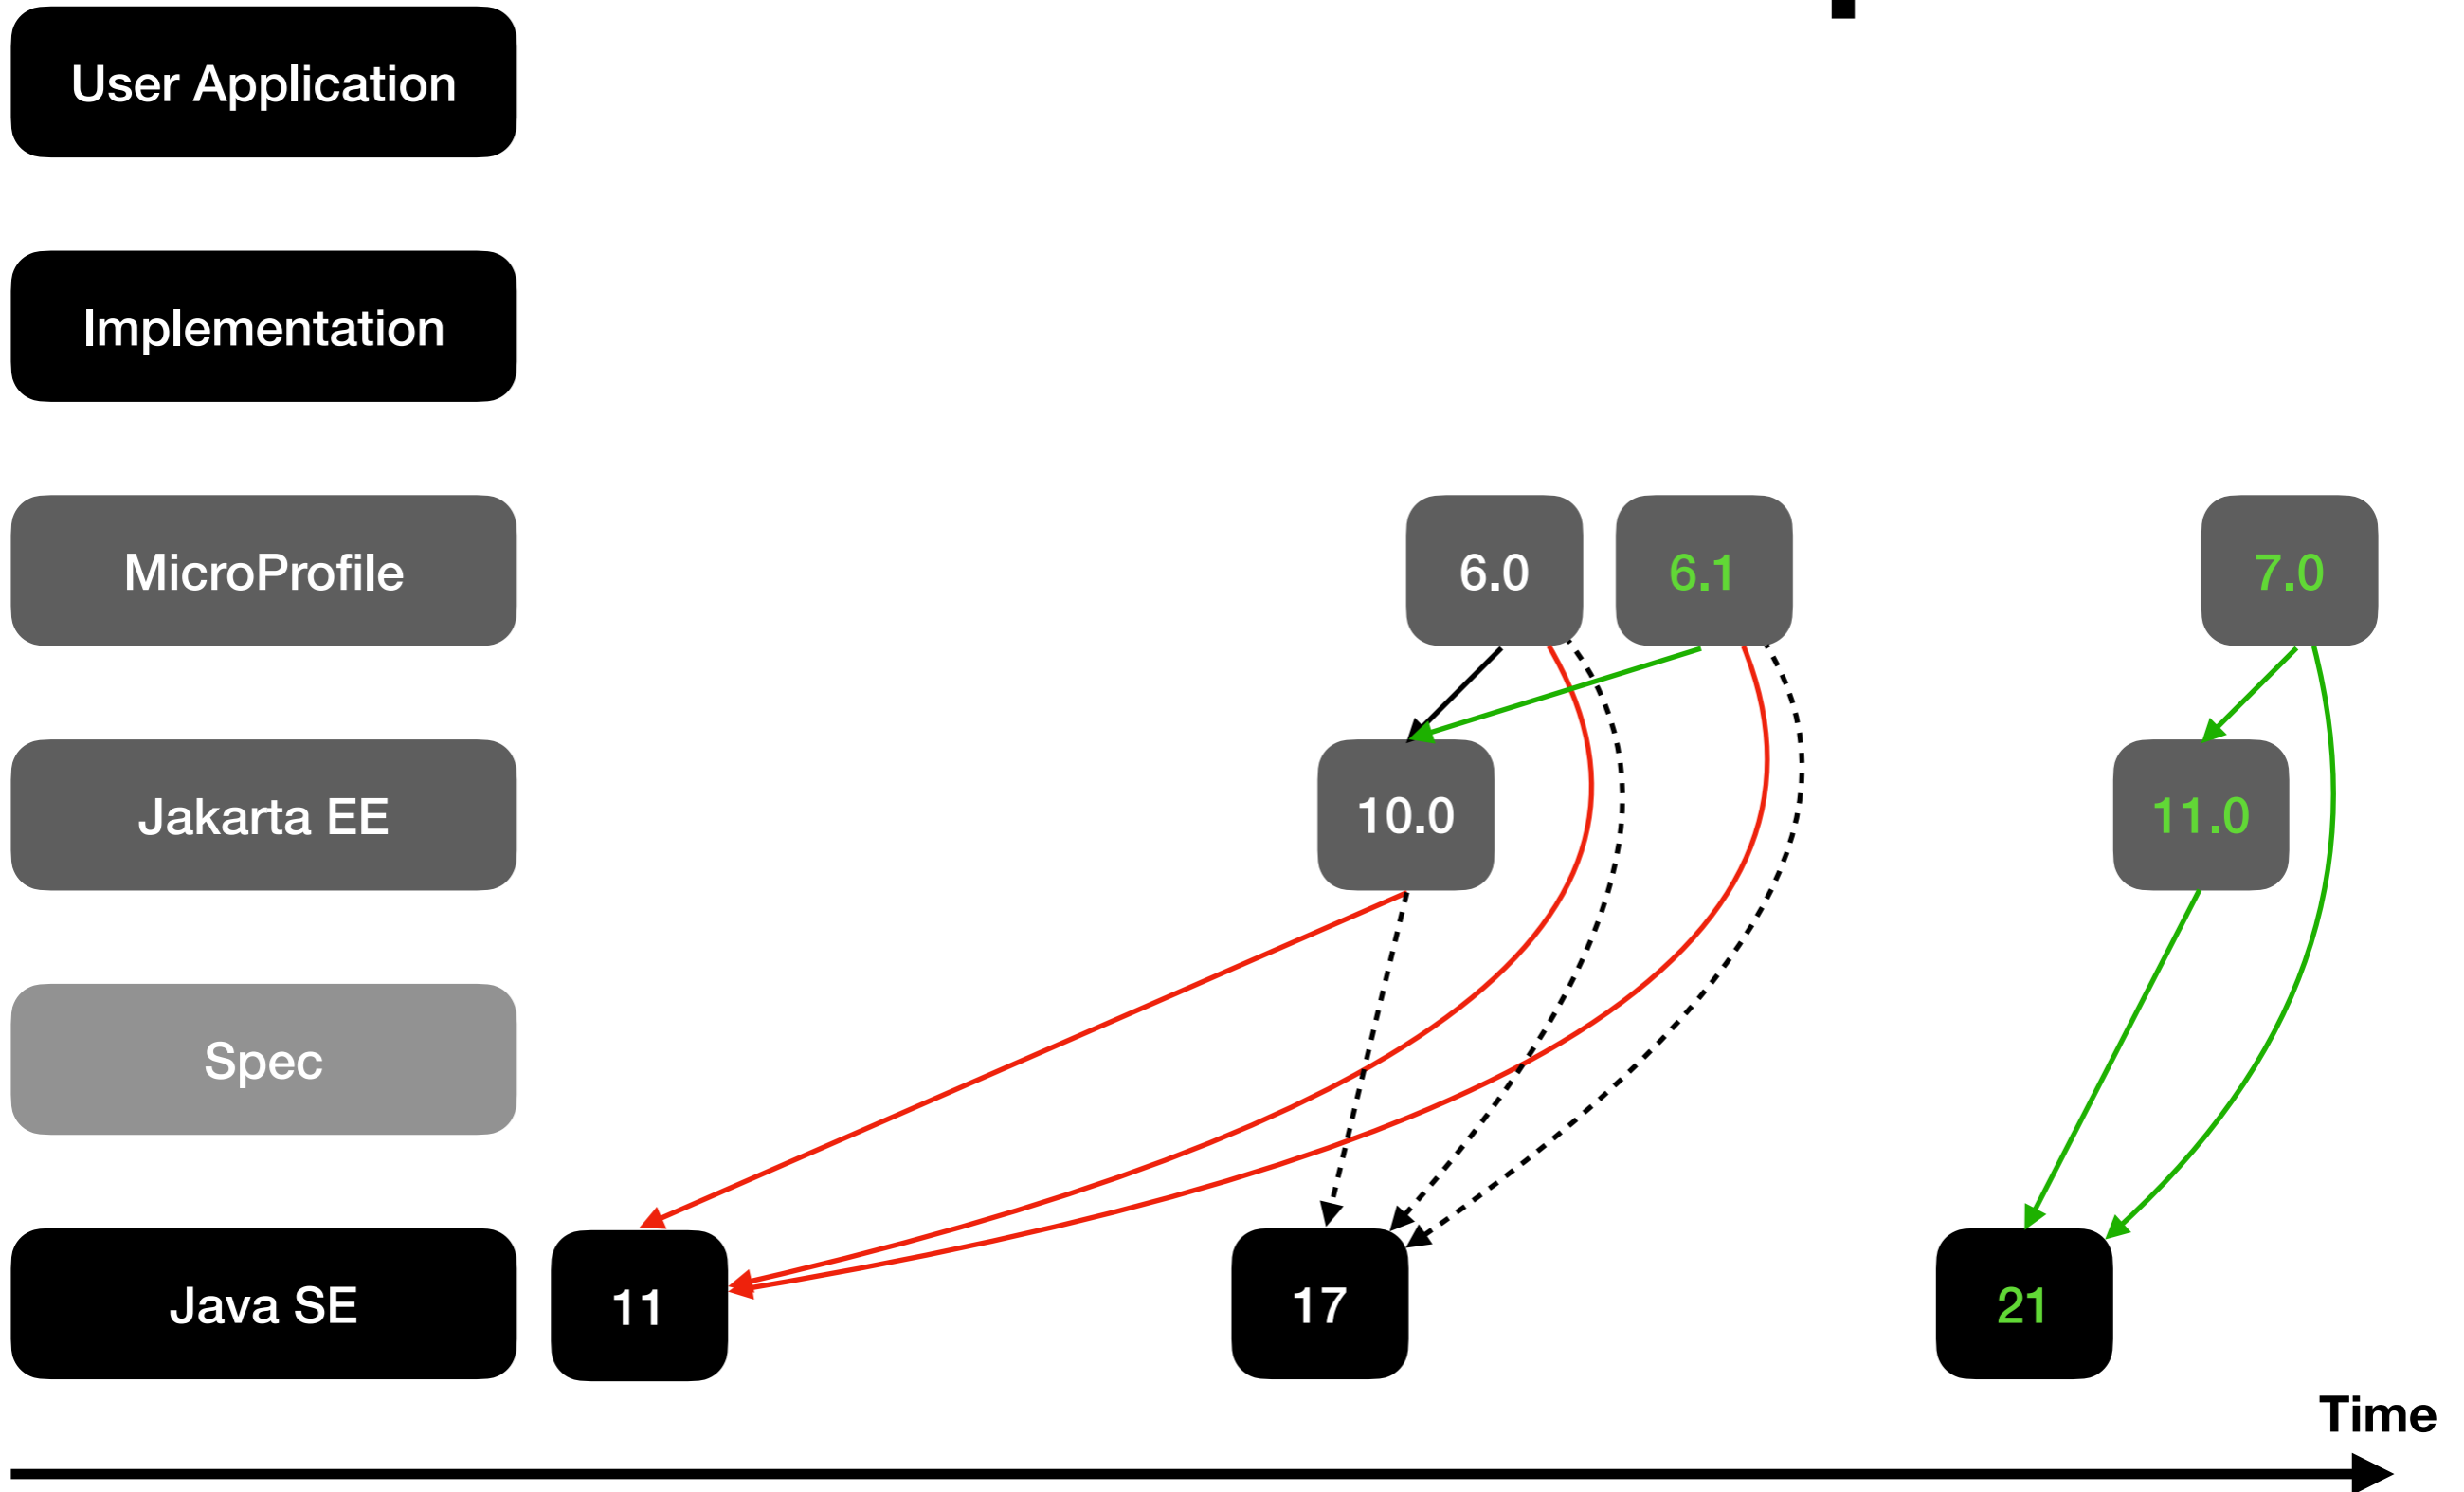 User Application
Implementation
MicroProfile
6.0
6.1
7.0
Jakarta EE
10.0
11.0
Spec
Java SE
11
17
21
Time